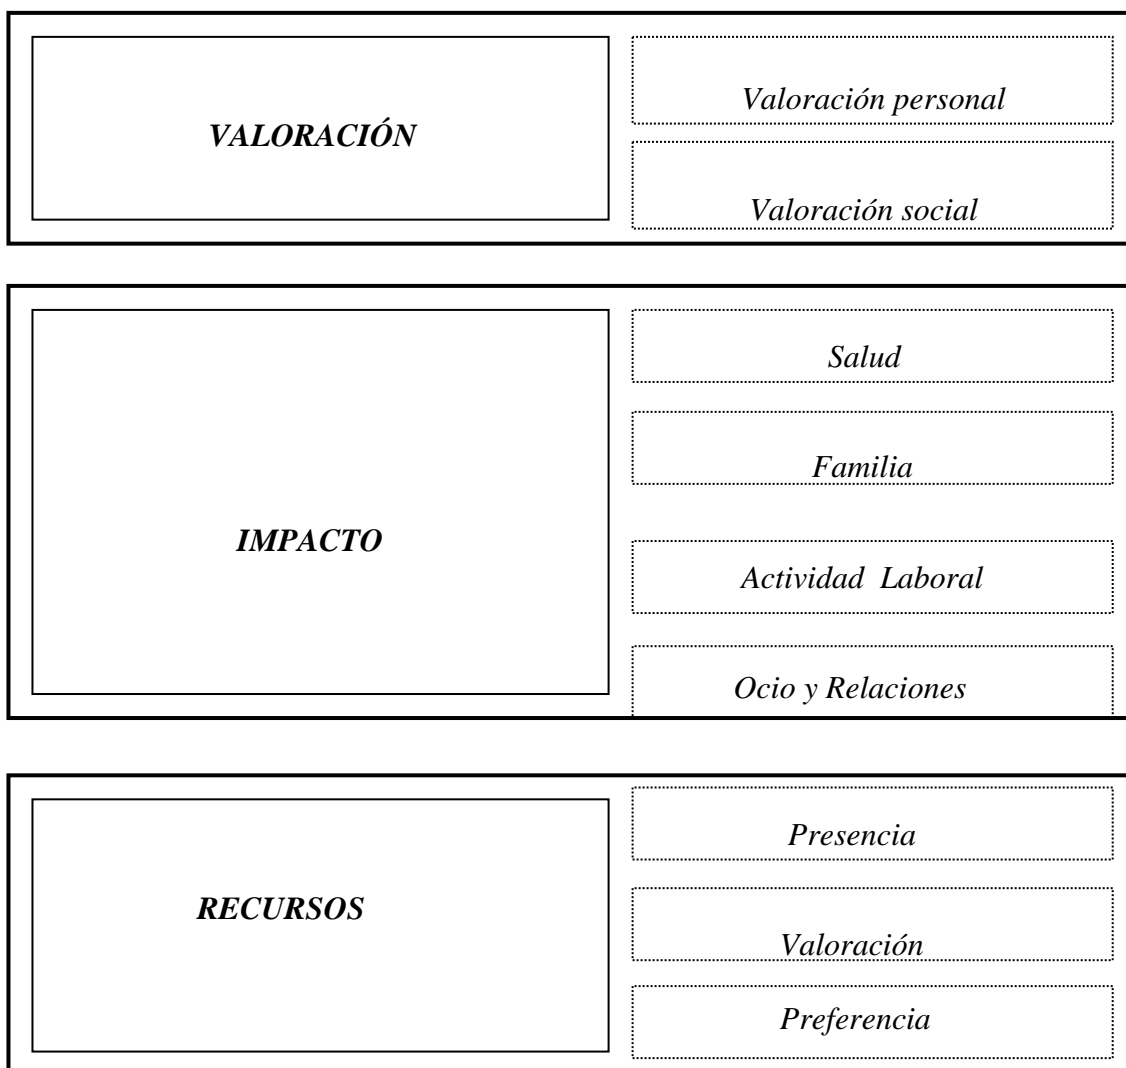 VALORACIÓN
Valoración personal
Valoración social
IMPACTO
Salud
Familia
Actividad Laboral
Ocio y Relaciones
RECURSOS
Presencia
Valoración
Preferencia